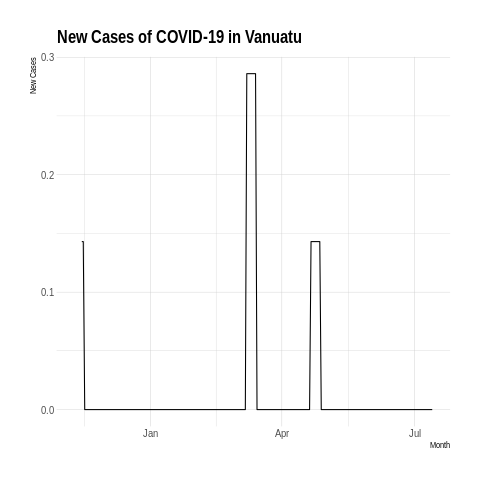 New Cases of COVID-19 in Vanuatu
New Cases
0.3
0.2
0.1
0.0
Jan
Apr
Jul
Month